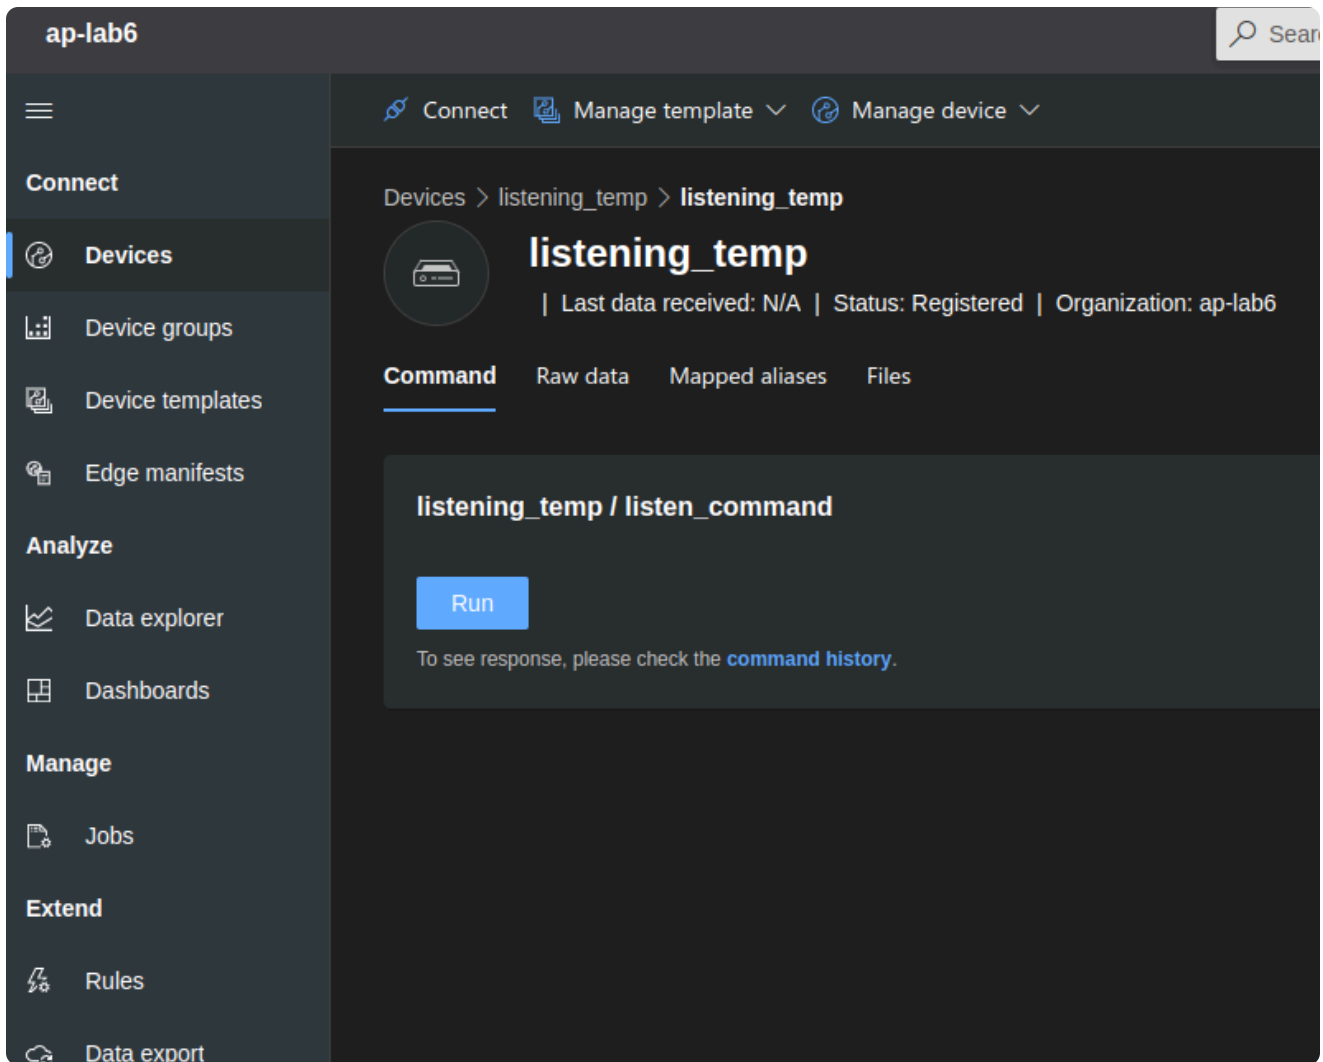 ap-lab6
Connect
Devices
Device groups
Device templates
Edge manifests
Analyze
Data explorer
Dashboards
Manage
Jobs
Extend
Rules
Data export
Connect Manage template Manage device
Devices > listening_temp > listening_temp
listening_temp
| Last data received: N/A | Status: Registered | Organization: ap-lab6
Command Raw data Mapped aliases Files
listening_temp / listen_command
Run
To see response, please check the command history.